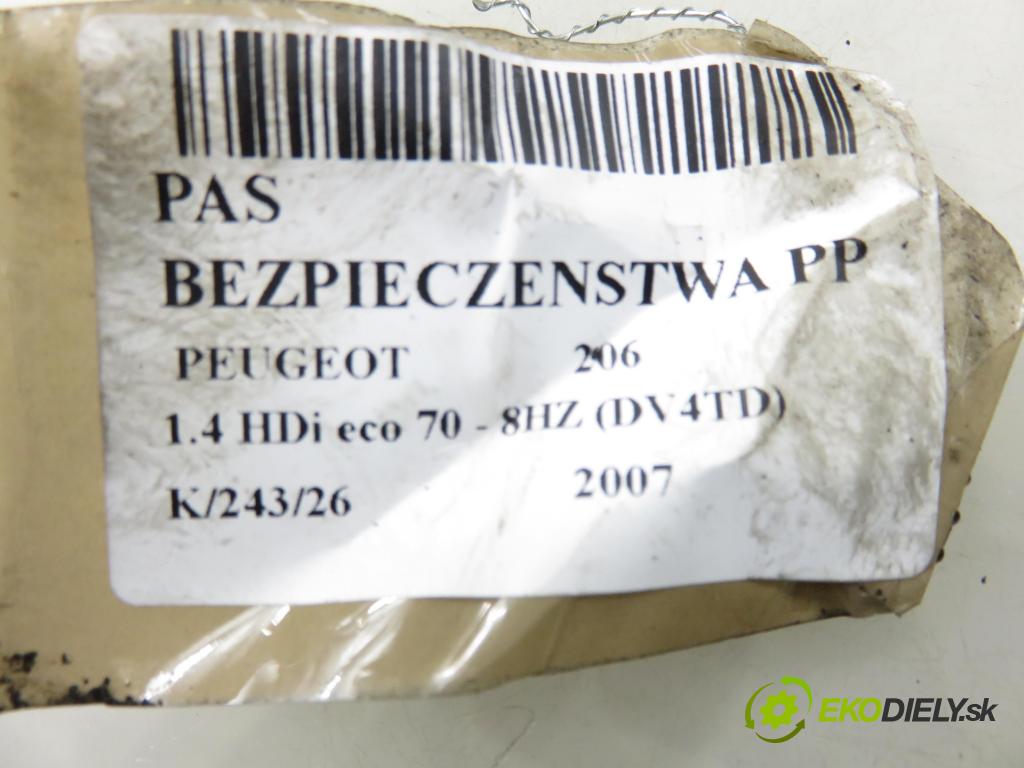 PAS
BEZPIECZENSTWA PP
PEUGEOT 206
1.4 HDi eco 70 - 8HZ (DV4TD)
K/243/26 2007
EKODIELY.sk